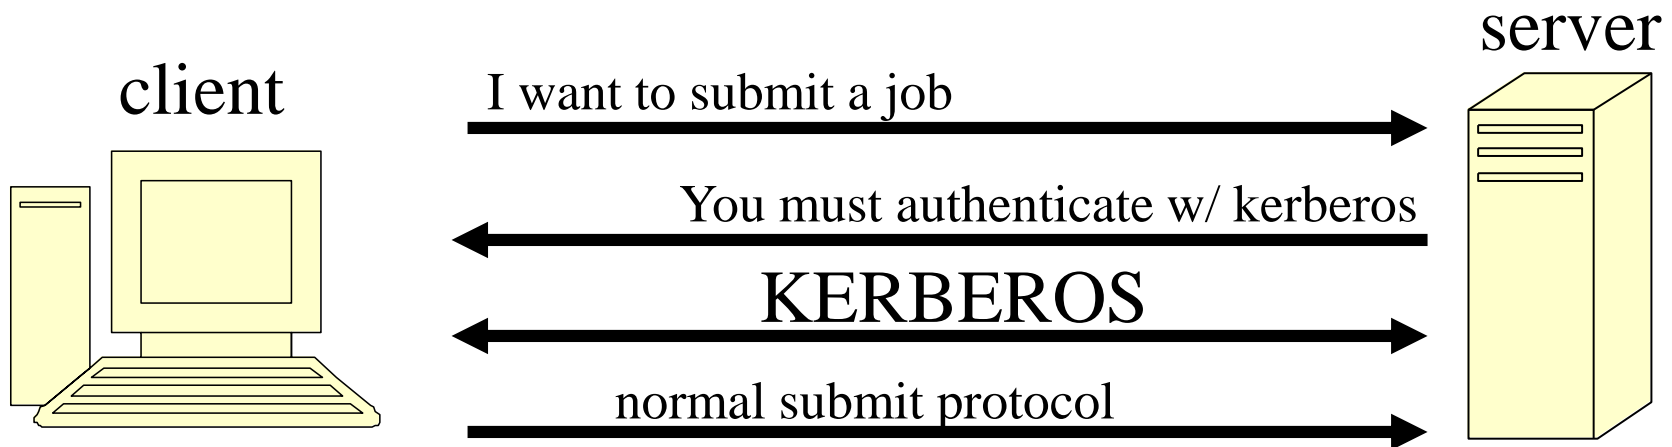 server
client
I want to submit a job
You must authenticate w/ kerberos
KERBEROS
normal submit protocol